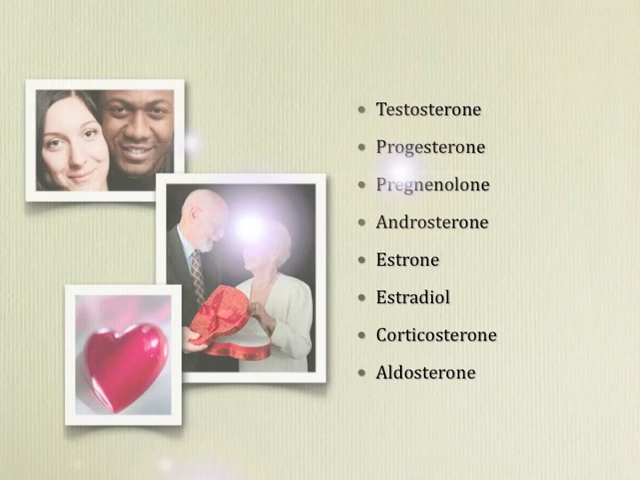 • Testosterone
• Progesterone
• Pregnenolone
• Androsterone
• Estrone
• Estradiol
• Corticosterone
• Aldosterone